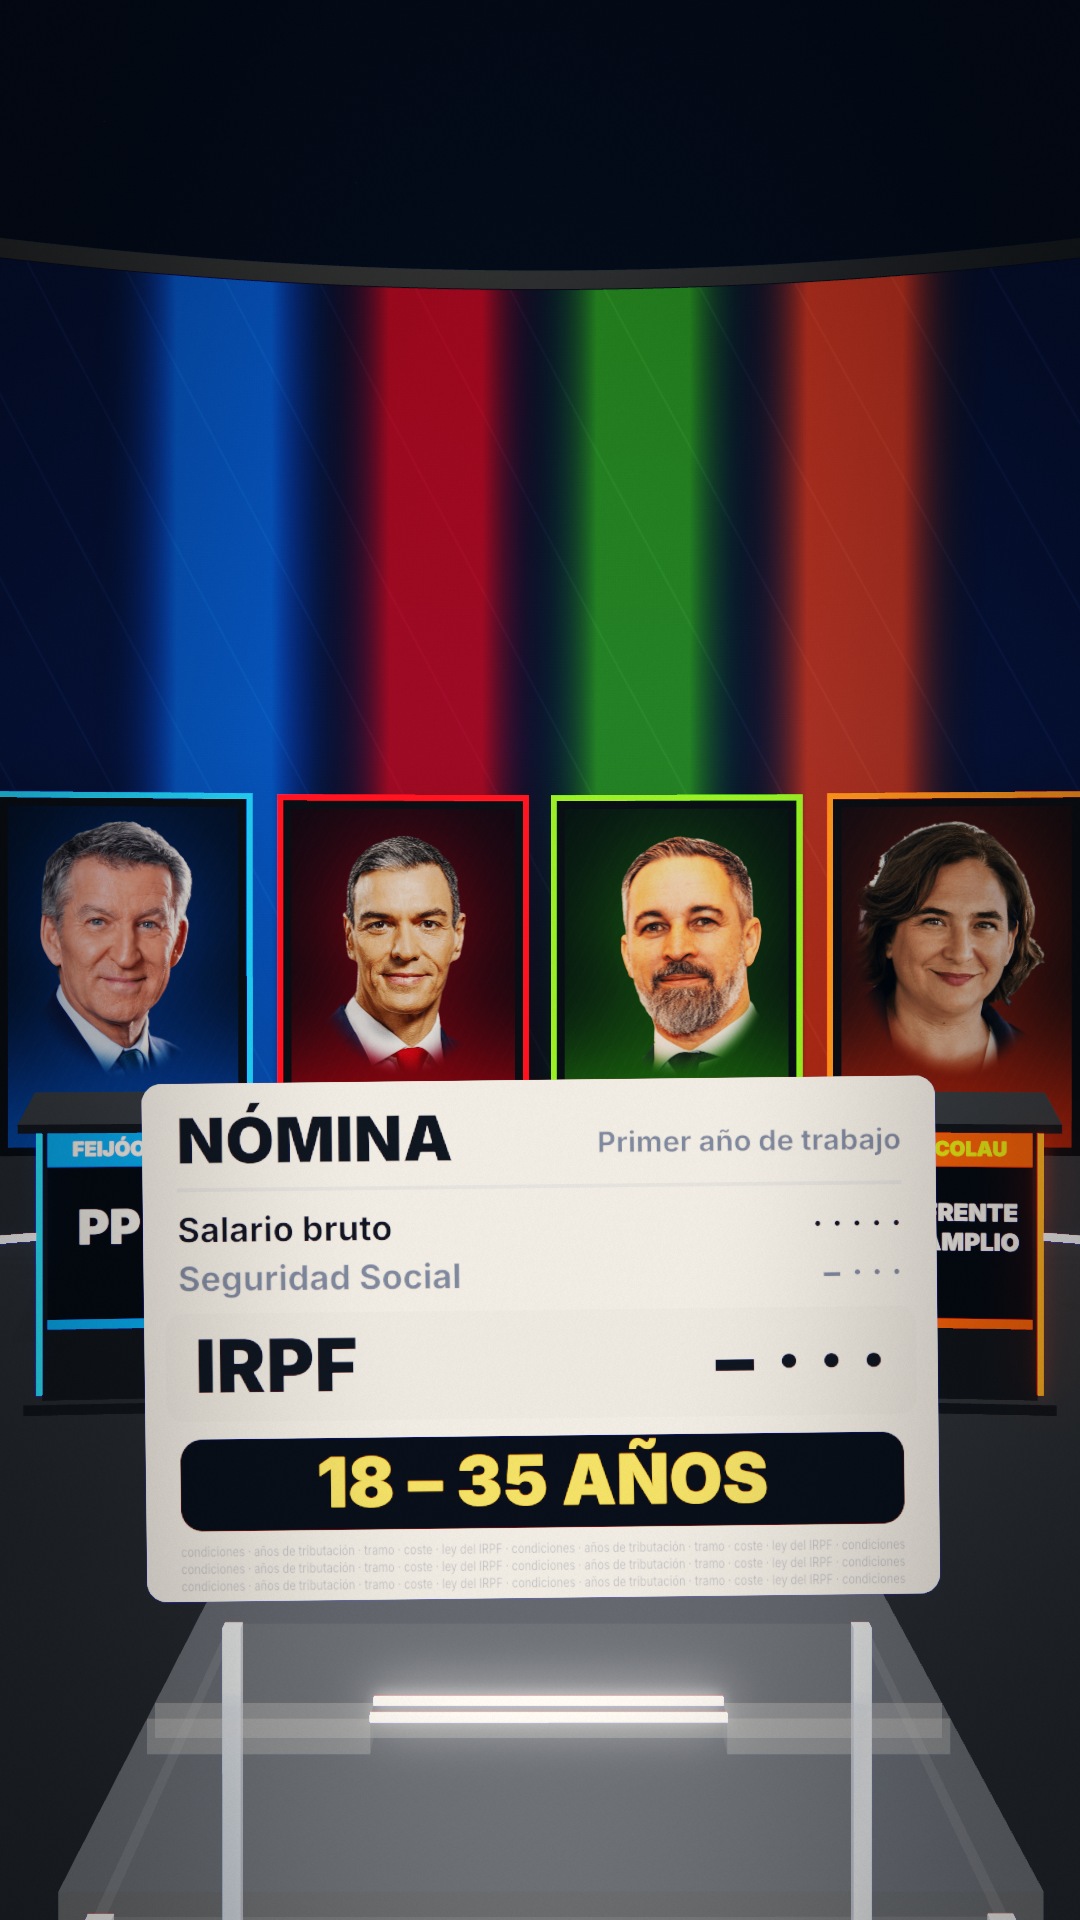 NÓMINA
Primer año de trabajo
Salario bruto
Seguridad Social
IRPF
18 – 35 AÑOS
condiciones · años de tributación · tramo · coste · ley del IRPF · condiciones · años de tributación · tramo · coste · ley del IRPF · condiciones
condiciones · años de tributación · tramo · coste · ley del IRPF · condiciones · años de tributación · tramo · coste · ley del IRPF · condiciones
condiciones · años de tributación · tramo · coste · ley del IRPF · condiciones · años de tributación · tramo · coste · ley del IRPF · condiciones
FEIJÓO
PP
COLAU
FRENTE
AMPLIO